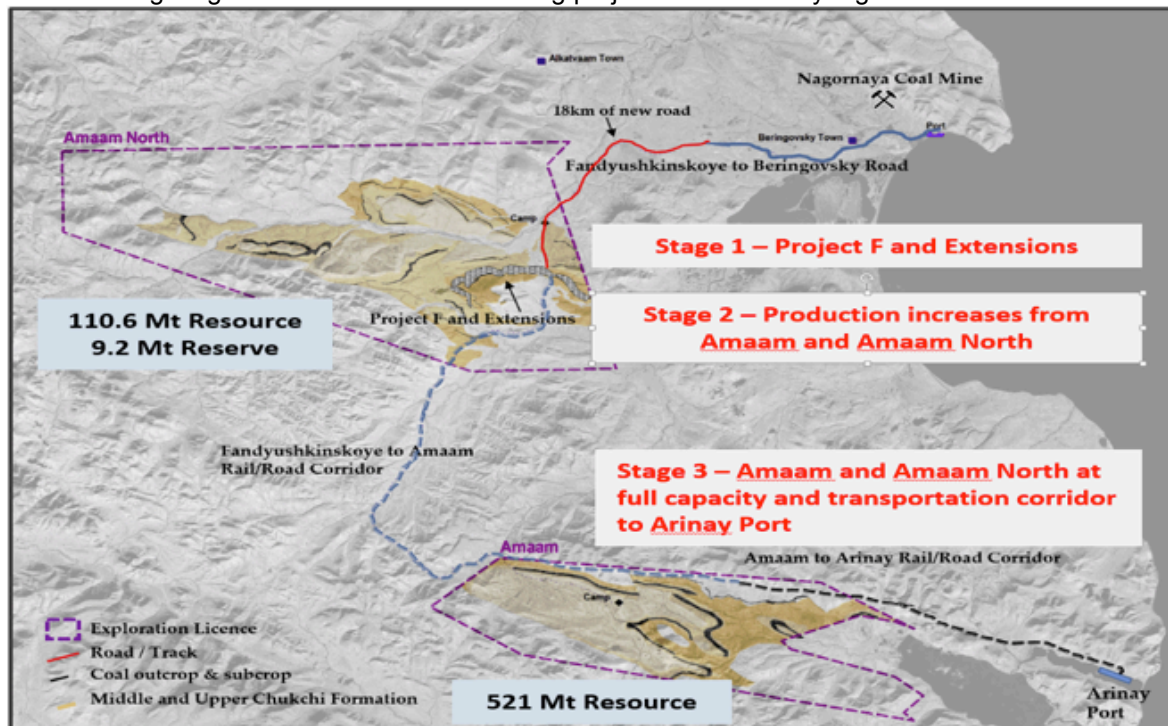 Alkatvaam Town
Nagornaya Coal Mine
18km of new road
Port
Amaam North
Beringovsky Town
Fandyushkinskoye to Beringovsky Road
Camp
Stage 1 – Project F and Extensions
110.6 Mt Resource
9.2 Mt Reserve
Project F and Extensions
Stage 2 – Production increases from
Amaam and Amaam North
Fandyushkinskoye to Amaam
Rail/Road Corridor
Stage 3 – Amaam and Amaam North at
full capacity and transportation corridor
to Arinay Port
Amaam
Amaam to Arinay Rail/Road Corridor
Camp
Exploration Licence
Road / Track
Coal outcrop & subcrop
Middle and Upper Chukchi Formation
521 Mt Resource
Arinay
Port